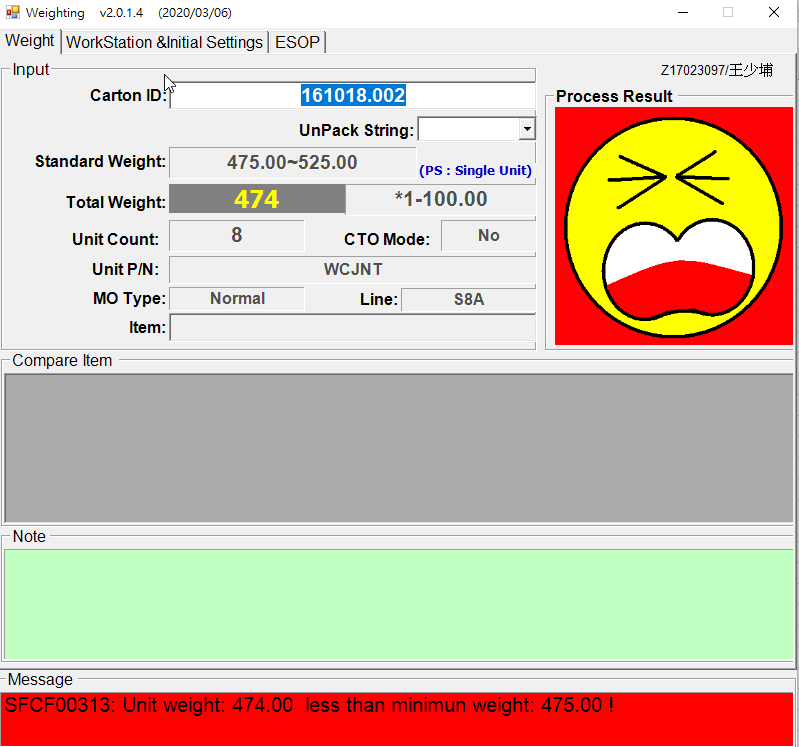 Weighting v2.0.1.4 (2020/03/06)
Weight WorkStation &Initial Settings ESOP
Z17023097/王少埔
Input
Carton ID: 161018.002
UnPack String:
Standard Weight: 475.00~525.00 (PS : Single Unit)
Total Weight: 474 *1-100.00
Unit Count: 8 CTO Mode: No
Unit P/N: WCJNT
MO Type: Normal Line: S8A
Item:
Process Result
Compare Item
Note
Message
SFCF00313: Unit weight: 474.00 less than minimun weight: 475.00 !